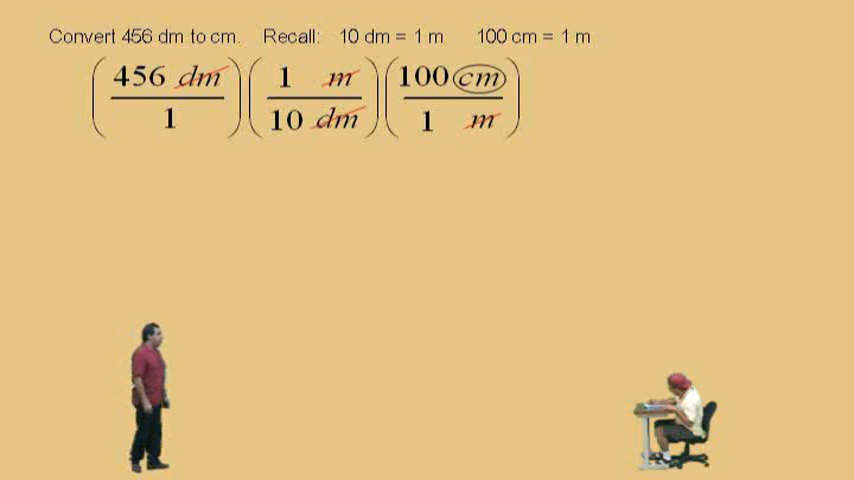 Convert 456 dm to cm. Recall: 10 dm = 1 m 100 cm = 1 m
456 dm 1 m 100 cm
1 10 dm 1 m